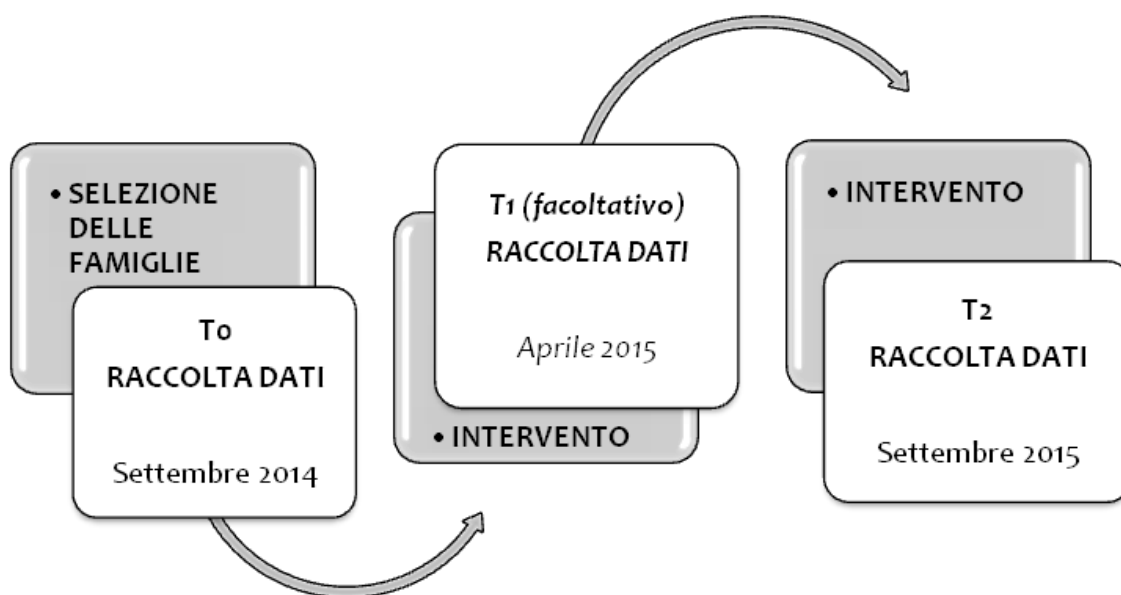 • SELEZIONE
DELLE
FAMIGLIE
T0
RACCOLTA DATI
Settembre 2014
T1 (facoltativo)
RACCOLTA DATI
Aprile 2015
• INTERVENTO
• INTERVENTO
T2
RACCOLTA DATI
Settembre 2015